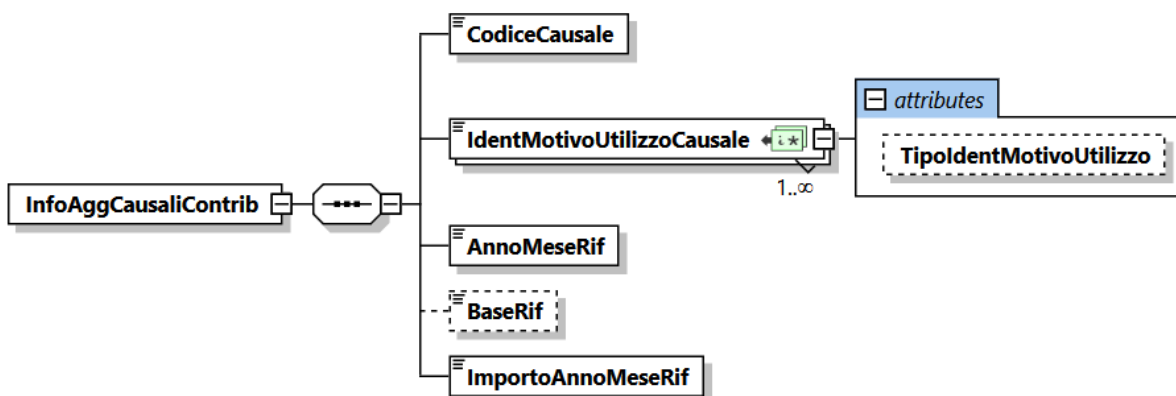 CodiceCausale
attributes
IdentMotivoUtilizzoCausale
TipoIdentMotivoUtilizzo
1..∞
InfoAggCausaliContrib
AnnoMeseRif
BaseRif
ImportoAnnoMeseRif